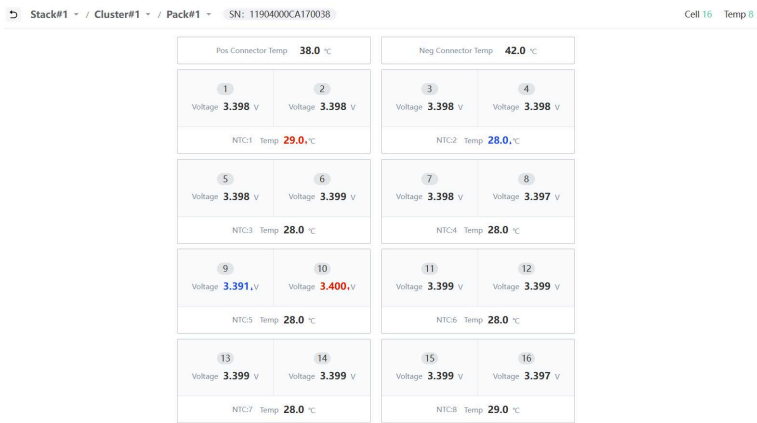 Stack#1 / Cluster#1 / Pack#1 SN: 11904000CA170038 Cell 16 Temp 8
Pos Connector Temp 38.0 ℃ Neg Connector Temp 42.0 ℃
1 2 3 4
Voltage 3.398 V Voltage 3.398 V Voltage 3.398 V Voltage 3.398 V
NTC:1 Temp 29.0 ℃ NTC:2 Temp 28.0 ℃
5 6 7 8
Voltage 3.398 V Voltage 3.399 V Voltage 3.398 V Voltage 3.397 V
NTC:3 Temp 28.0 ℃ NTC:4 Temp 28.0 ℃
9 10 11 12
Voltage 3.391 V Voltage 3.400 V Voltage 3.399 V Voltage 3.399 V
NTC:5 Temp 28.0 ℃ NTC:6 Temp 28.0 ℃
13 14 15 16
Voltage 3.399 V Voltage 3.399 V Voltage 3.399 V Voltage 3.397 V
NTC:7 Temp 28.0 ℃ NTC:8 Temp 29.0 ℃